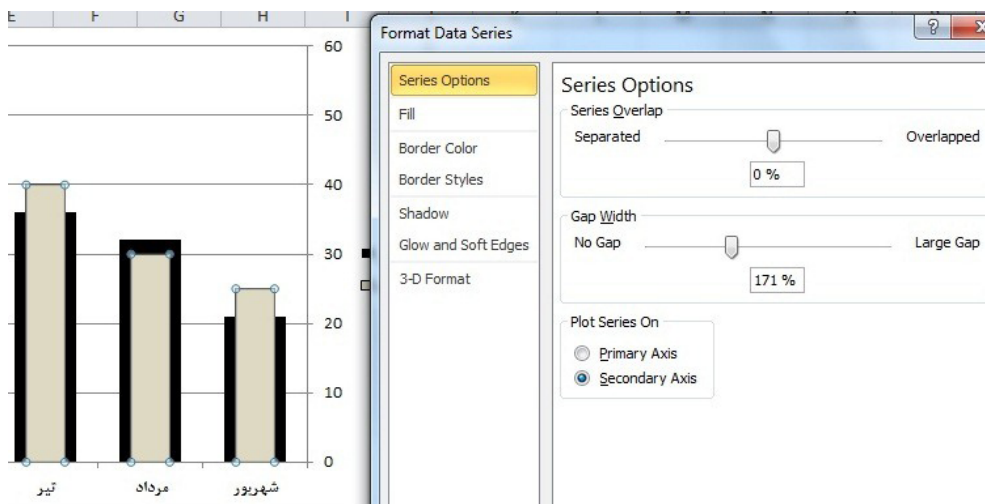 E F G H I
60
50
40
30
20
10
0
تیر مرداد شهریور
Format Data Series
Series Options
Fill
Border Color
Border Styles
Shadow
Glow and Soft Edges
3-D Format
Series Options
Series Overlap
Separated Overlapped
0 %
Gap Width
No Gap Large Gap
171 %
Plot Series On
Primary Axis
Secondary Axis